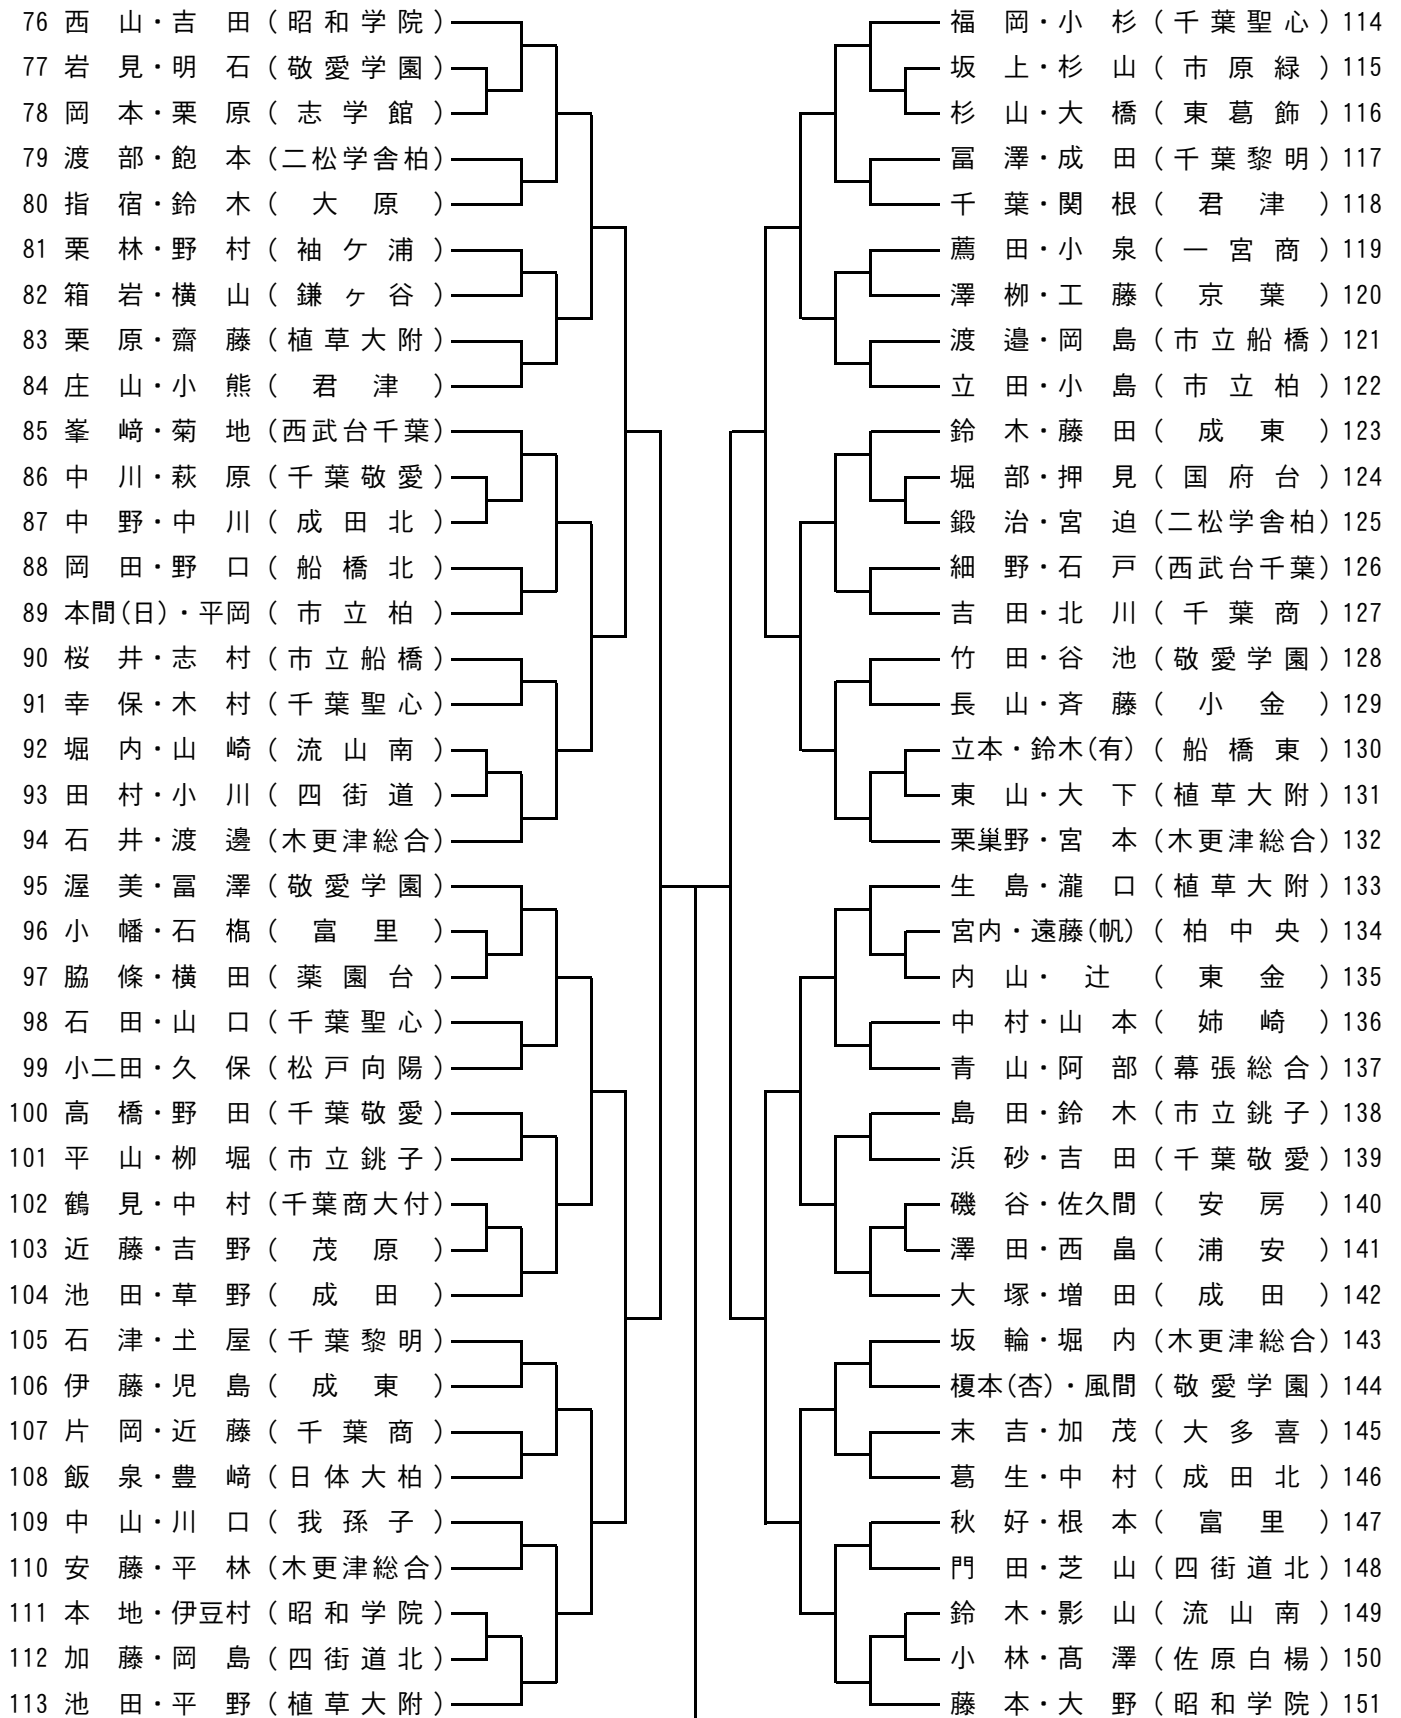 76 西山・吉田(昭和学院)
77 岩見・明石(敬愛学園)
78 岡本・栗原(志学館)
79 渡部・飽本(二松学舎柏)
80 指宿・鈴木(大原)
81 栗林・野村(袖ケ浦)
82 箱岩・横山(鎌ヶ谷)
83 栗原・齋藤(植草大附)
84 庄山・小熊(君津)
85 峯﨑・菊地(西武台千葉)
86 中川・萩原(千葉敬愛)
87 中野・中川(成田北)
88 岡田・野口(船橋北)
89 本間(日)・平岡(市立柏)
90 桜井・志村(市立船橋)
91 幸保・木村(千葉聖心)
92 堀内・山崎(流山南)
93 田村・小川(四街道)
94 石井・渡邊(木更津総合)
95 渥美・冨澤(敬愛学園)
96 小幡・石槗(富里)
97 脇條・横田(薬園台)
98 石田・山口(千葉聖心)
99 小二田・久保(松戸向陽)
100 高橋・野田(千葉敬愛)
101 平山・栁堀(市立銚子)
102 鶴見・中村(千葉商大付)
103 近藤・吉野(茂原)
104 池田・草野(成田)
105 石津・圡屋(千葉黎明)
106 伊藤・児島(成東)
107 片岡・近藤(千葉商)
108 飯泉・豊﨑(日体大柏)
109 中山・川口(我孫子)
110 安藤・平林(木更津総合)
111 本地・伊豆村(昭和学院)
112 加藤・岡島(四街道北)
113 池田・平野(植草大附)
福岡・小杉(千葉聖心)114
坂上・杉山(市原緑)115
杉山・大橋(東葛飾)116
冨澤・成田(千葉黎明)117
千葉・関根(君津)118
薦田・小泉(一宮商)119
澤栁・工藤(京葉)120
渡邉・岡島(市立船橋)121
立田・小島(市立柏)122
鈴木・藤田(成東)123
堀部・押見(国府台)124
鍛治・宮迫(二松学舎柏)125
細野・石戸(西武台千葉)126
吉田・北川(千葉商)127
竹田・谷池(敬愛学園)128
長山・斉藤(小金)129
立本・鈴木(有)(船橋東)130
東山・大下(植草大附)131
栗巣野・宮本(木更津総合)132
生島・瀧口(植草大附)133
宮内・遠藤(帆)(柏中央)134
内山・辻(東金)135
中村・山本(姉崎)136
青山・阿部(幕張総合)137
島田・鈴木(市立銚子)138
浜砂・吉田(千葉敬愛)139
磯谷・佐久間(安房)140
澤田・西畠(浦安)141
大塚・増田(成田)142
坂輪・堀内(木更津総合)143
榎本(杏)・風間(敬愛学園)144
末吉・加茂(大多喜)145
葛生・中村(成田北)146
秋好・根本(富里)147
門田・芝山(四街道北)148
鈴木・影山(流山南)149
小林・髙澤(佐原白楊)150
藤本・大野(昭和学院)151